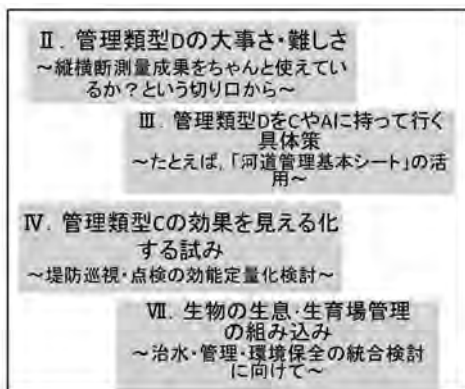 Ⅱ．管理類型Dの大事さ・難しさ
～縦横断測量成果をちゃんと使えてい
るか？という切り口から～
Ⅲ．管理類型DをCやAに持って行く
具体策
～たとえば，「河道管理基本シート」の活
用～
Ⅳ．管理類型Cの効果を見える化
する試み
～堤防巡視・点検の効能定量化検討～
Ⅶ．生物の生息・生育場管理
の組み込み
～治水・管理・環境保全の統合検討
に向けて～